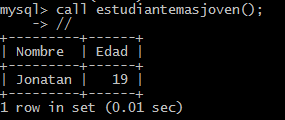 mysql> call estudiantemasjoven();
    -> //
+---------+------+
| Nombre  | Edad |
+---------+------+
| Jonatan |   19 |
+---------+------+
1 row in set (0.01 sec)